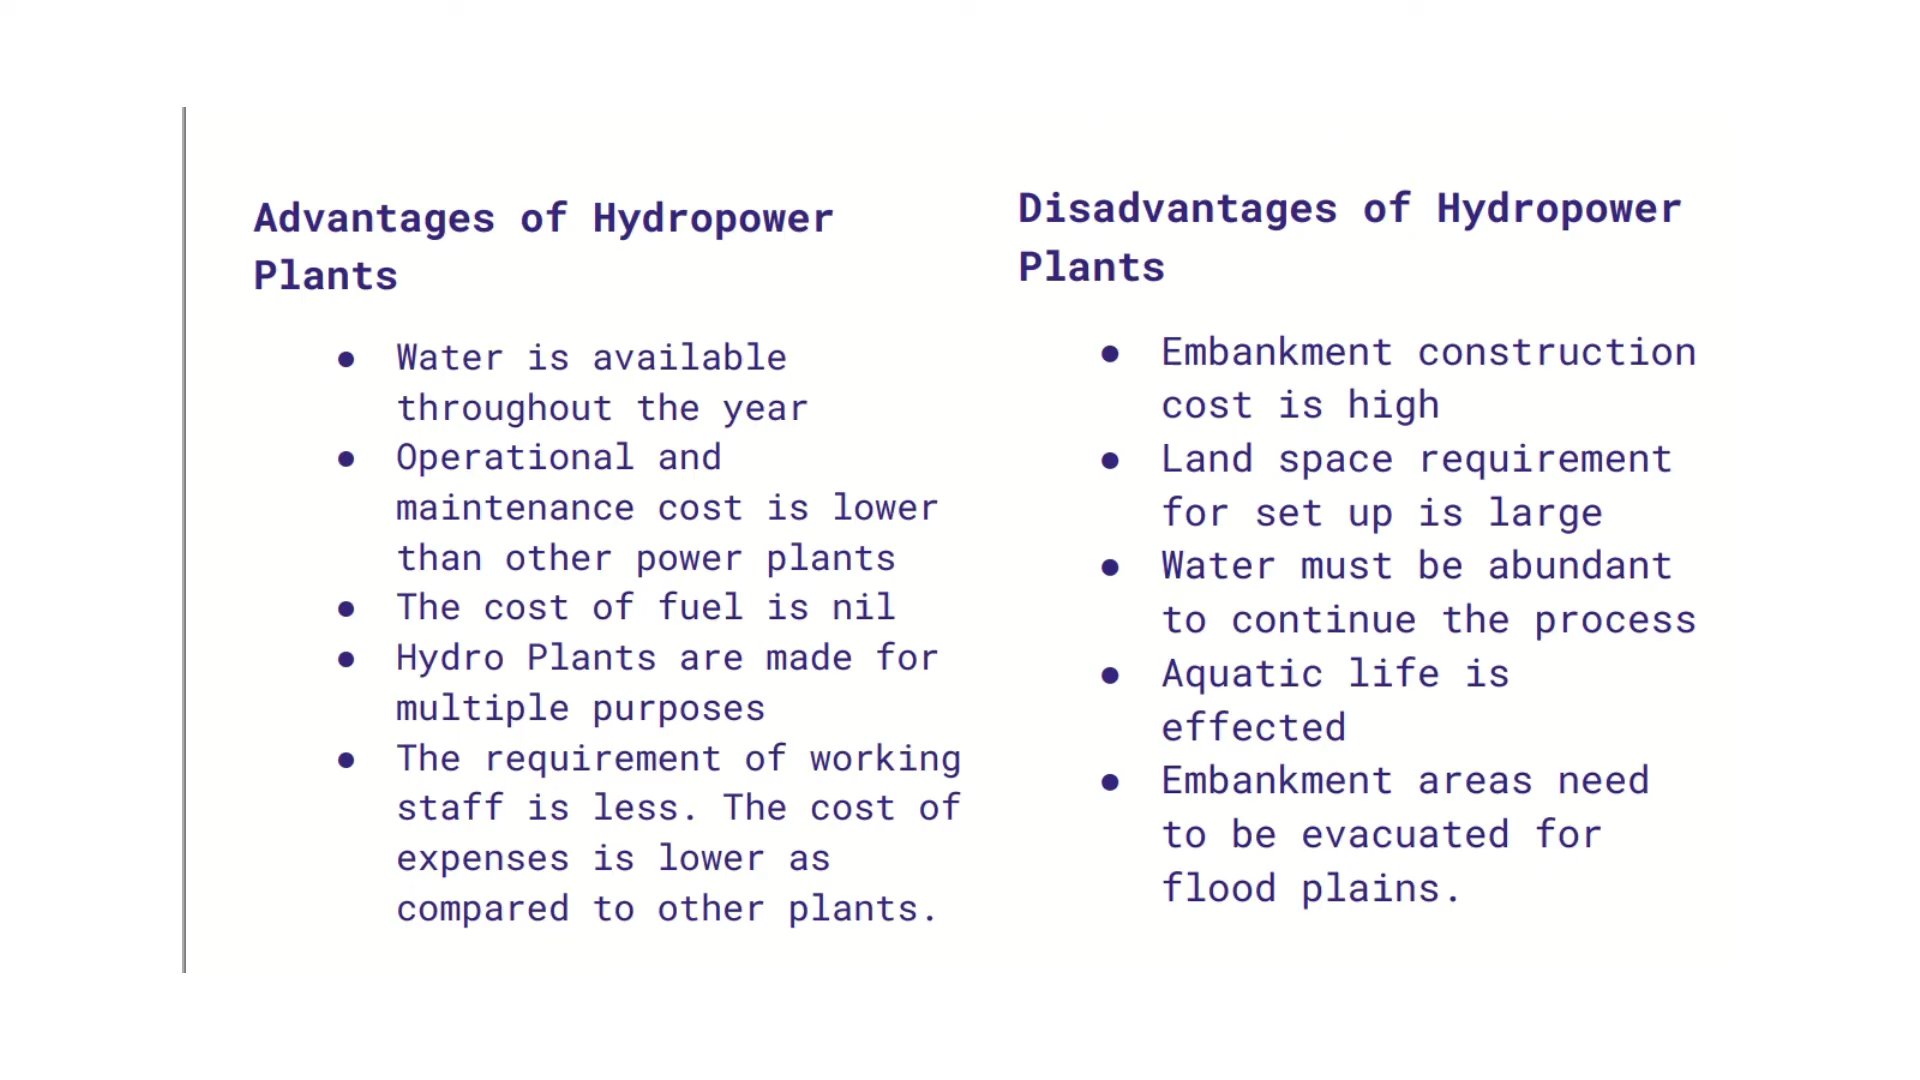 Advantages of Hydropower
Plants
● Water is available
throughout the year
● Operational and
maintenance cost is lower
than other power plants
● The cost of fuel is nil
● Hydro Plants are made for
multiple purposes
● The requirement of working
staff is less. The cost of
expenses is lower as
compared to other plants.
Disadvantages of Hydropower
Plants
● Embankment construction
cost is high
● Land space requirement
for set up is large
● Water must be abundant
to continue the process
● Aquatic life is
effected
● Embankment areas need
to be evacuated for
flood plains.